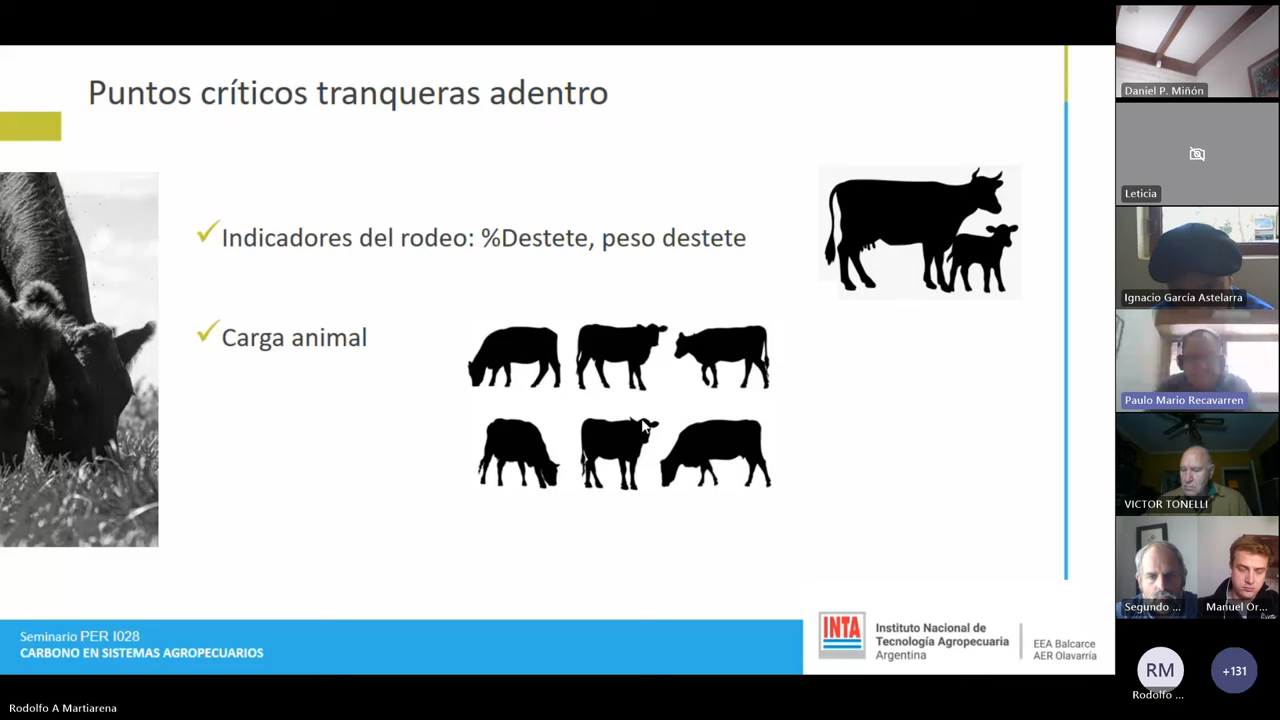 Puntos críticos tranqueras adentro
Indicadores del rodeo: %Destete, peso destete
Carga animal
Seminario PER I028
CARBONO EN SISTEMAS AGROPECUARIOS
INTA
Instituto Nacional de
Tecnología Agropecuaria
Argentina
EEA Balcarce
AER Olavarría
Rodolfo A Martiarena
Daniel P. Miñón
Leticia
Ignacio García Astelarra
Paulo Mario Recavarren
VICTOR TONELLI
Segundo ...
Manuel Or...
RM
Rodolfo ...
+131